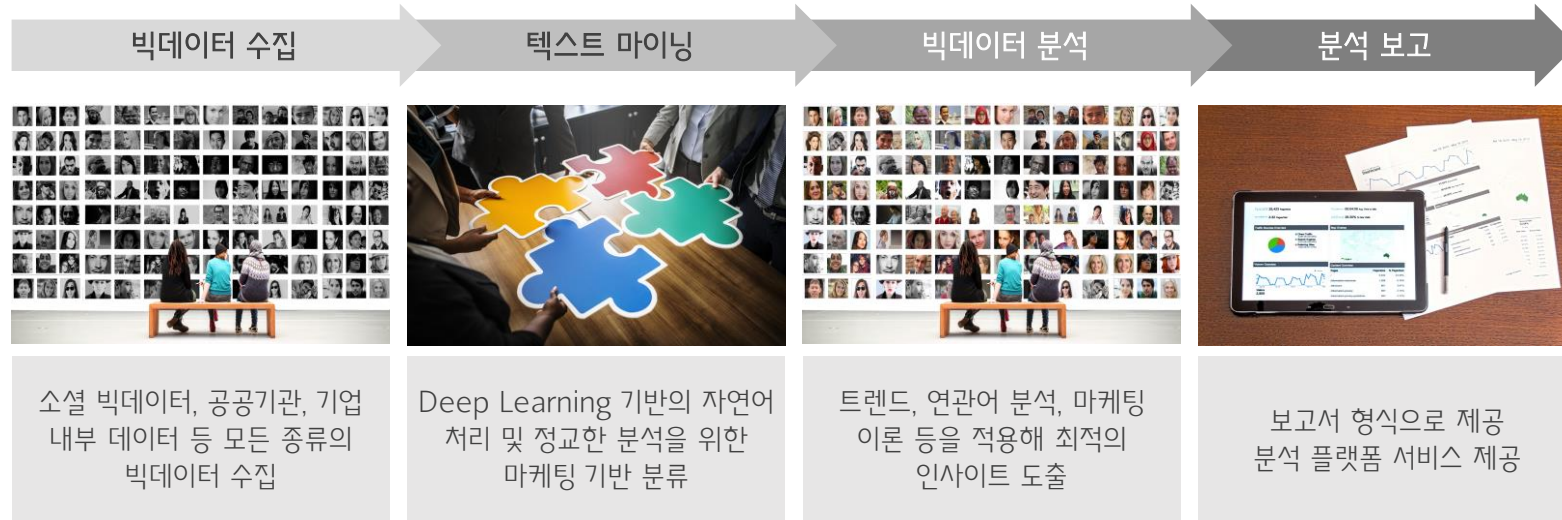 빅데이터 수집
텍스트 마이닝
빅데이터 분석
분석 보고
소셜 빅데이터, 공공기관, 기업
내부 데이터 등 모든 종류의
빅데이터 수집
Deep Learning 기반의 자연어
처리 및 정교한 분석을 위한
마케팅 기반 분류
트렌드, 연관어 분석, 마케팅
이론 등을 적용해 최적의
인사이트 도출
보고서 형식으로 제공
분석 플랫폼 서비스 제공